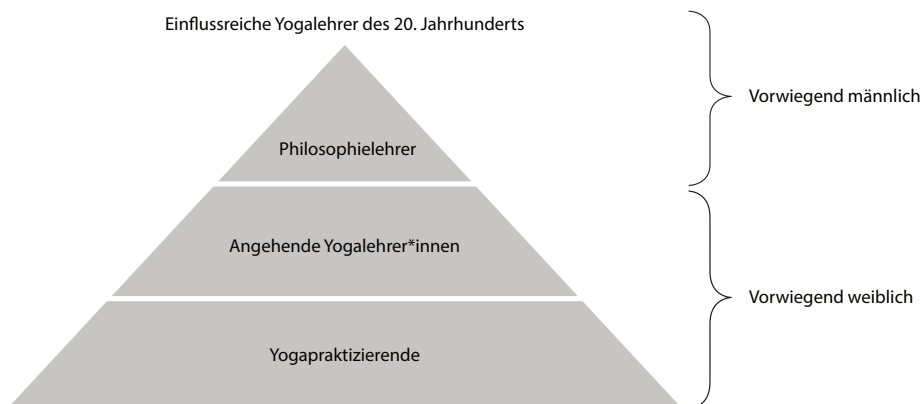 Einflussreiche Yogalehrer des 20. Jahrhunderts
Vorwiegend männlich
Philosophielehrer
Angehende Yogalehrer*innen
Vorwiegend weiblich
Yogapraktizierende